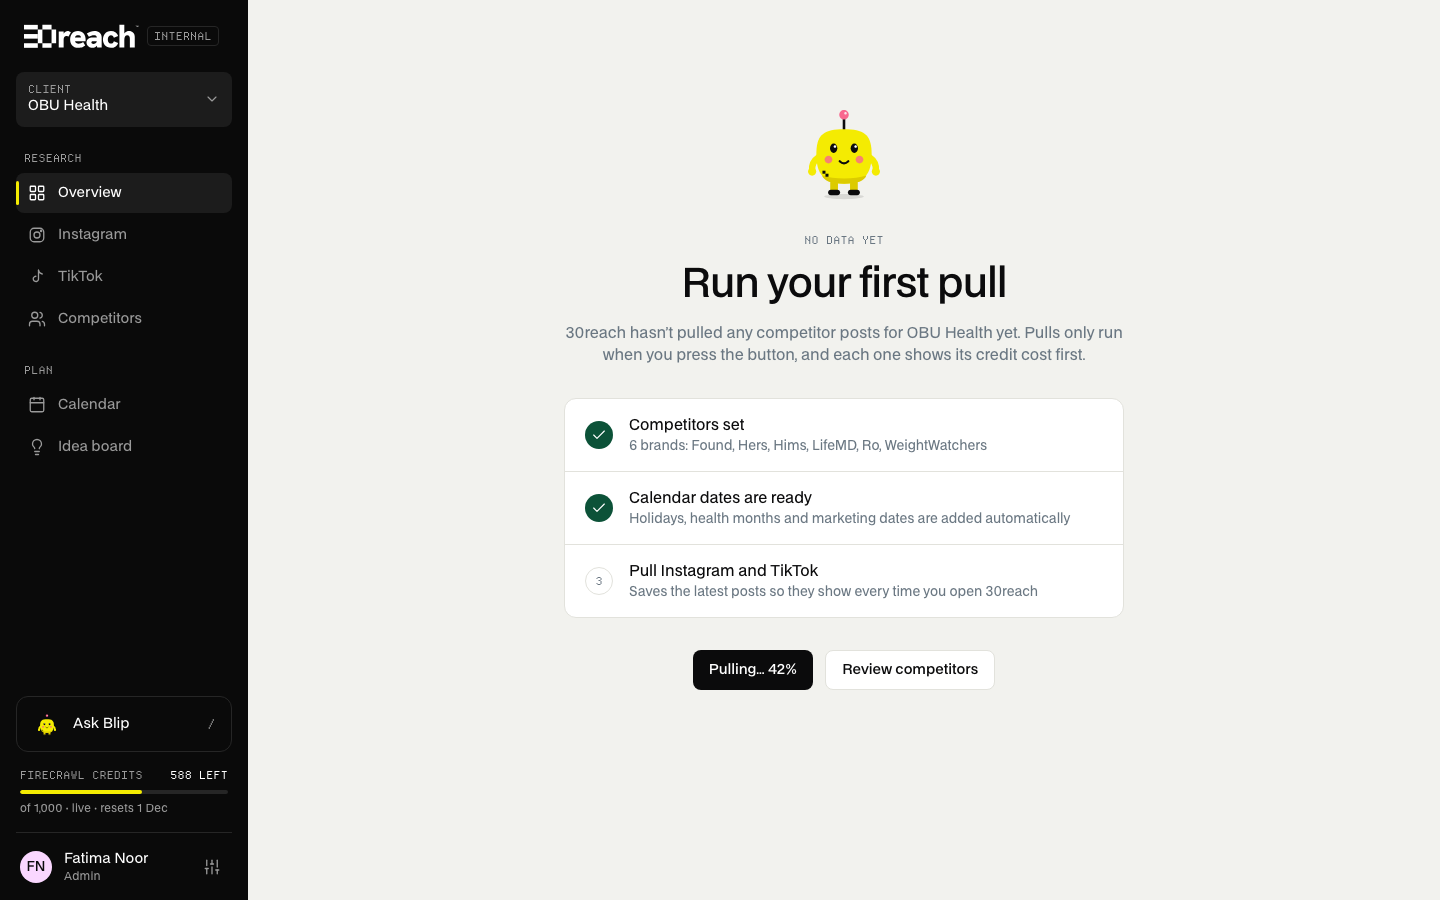 30reach INTERNAL
CLIENT
OBU Health
RESEARCH
Overview
Instagram
TikTok
Competitors
PLAN
Calendar
Idea board
Ask Blip /
FIRECRAWL CREDITS 588 LEFT
of 1,000 · live · resets 1 Dec
FN
Fatima Noor
Admin
NO DATA YET
Run your first pull
30reach hasn't pulled any competitor posts for OBU Health yet. Pulls only run
when you press the button, and each one shows its credit cost first.
Competitors set
6 brands: Found, Hers, Hims, LifeMD, Ro, WeightWatchers
Calendar dates are ready
Holidays, health months and marketing dates are added automatically
3
Pull Instagram and TikTok
Saves the latest posts so they show every time you open 30reach
Pulling... 42% Review competitors